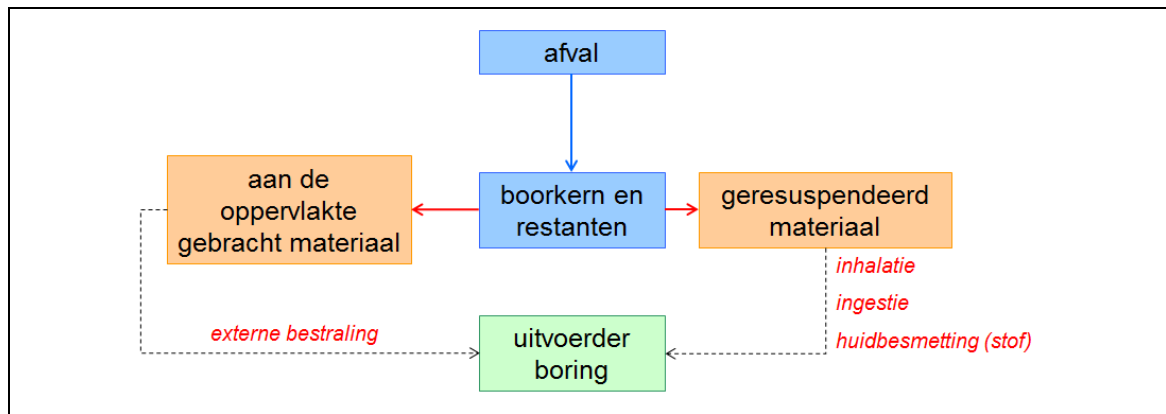 afval
aan de
oppervlakte
gebracht materiaal
boorkern en
restanten
geresuspendeerd
materiaal
inhalatie
ingestie
huidbesmetting (stof)
externe bestraling
uitvoerder
boring